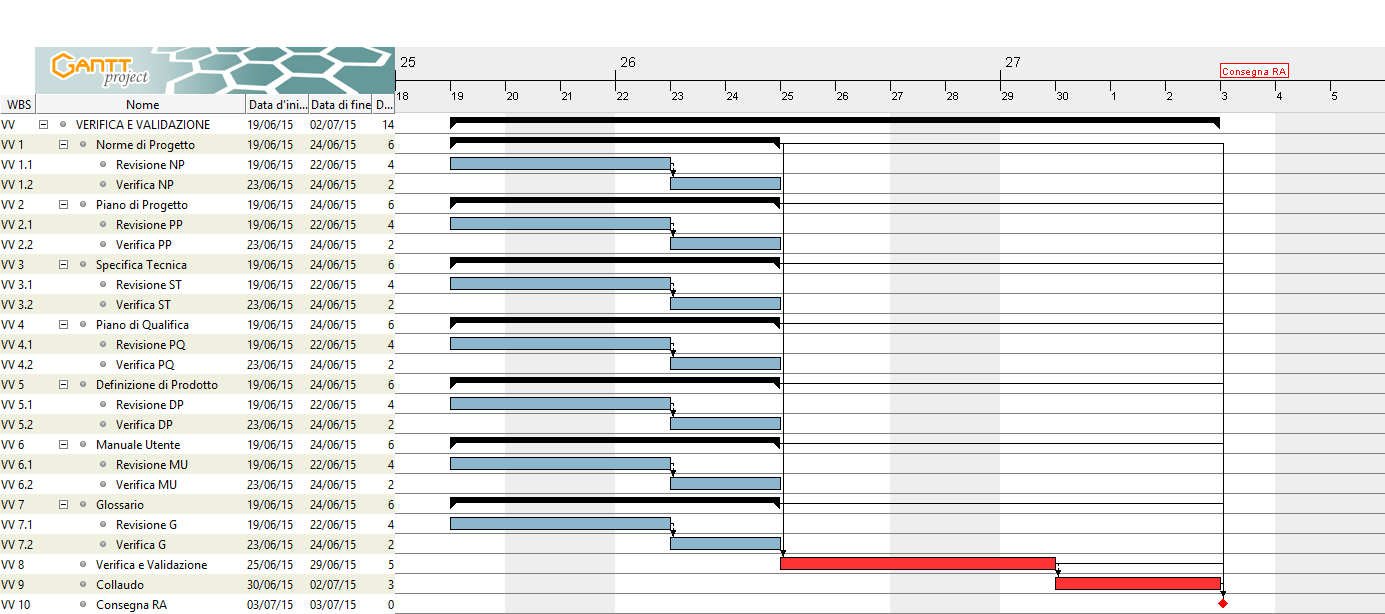 GANTT
project
25 26 27
Consegna RA
18 19 20 21 22 23 24 25 26 27 28 29 30 1 2 3 4 5
WBS Nome Data d'ini... Data di fine D...
VV VERIFICA E VALIDAZIONE 19/06/15 02/07/15 14
VV 1 Norme di Progetto 19/06/15 24/06/15 6
VV 1.1 Revisione NP 19/06/15 22/06/15 4
VV 1.2 Verifica NP 23/06/15 24/06/15 2
VV 2 Piano di Progetto 19/06/15 24/06/15 6
VV 2.1 Revisione PP 19/06/15 22/06/15 4
VV 2.2 Verifica PP 23/06/15 24/06/15 2
VV 3 Specifica Tecnica 19/06/15 24/06/15 6
VV 3.1 Revisione ST 19/06/15 22/06/15 4
VV 3.2 Verifica ST 23/06/15 24/06/15 2
VV 4 Piano di Qualifica 19/06/15 24/06/15 6
VV 4.1 Revisione PQ 19/06/15 22/06/15 4
VV 4.2 Verifica PQ 23/06/15 24/06/15 2
VV 5 Definizione di Prodotto 19/06/15 24/06/15 6
VV 5.1 Revisione DP 19/06/15 22/06/15 4
VV 5.2 Verifica DP 23/06/15 24/06/15 2
VV 6 Manuale Utente 19/06/15 24/06/15 6
VV 6.1 Revisione MU 19/06/15 22/06/15 4
VV 6.2 Verifica MU 23/06/15 24/06/15 2
VV 7 Glossario 19/06/15 24/06/15 6
VV 7.1 Revisione G 19/06/15 22/06/15 4
VV 7.2 Verifica G 23/06/15 24/06/15 2
VV 8 Verifica e Validazione 25/06/15 29/06/15 5
VV 9 Collaudo 30/06/15 02/07/15 3
VV 10 Consegna RA 03/07/15 03/07/15 0